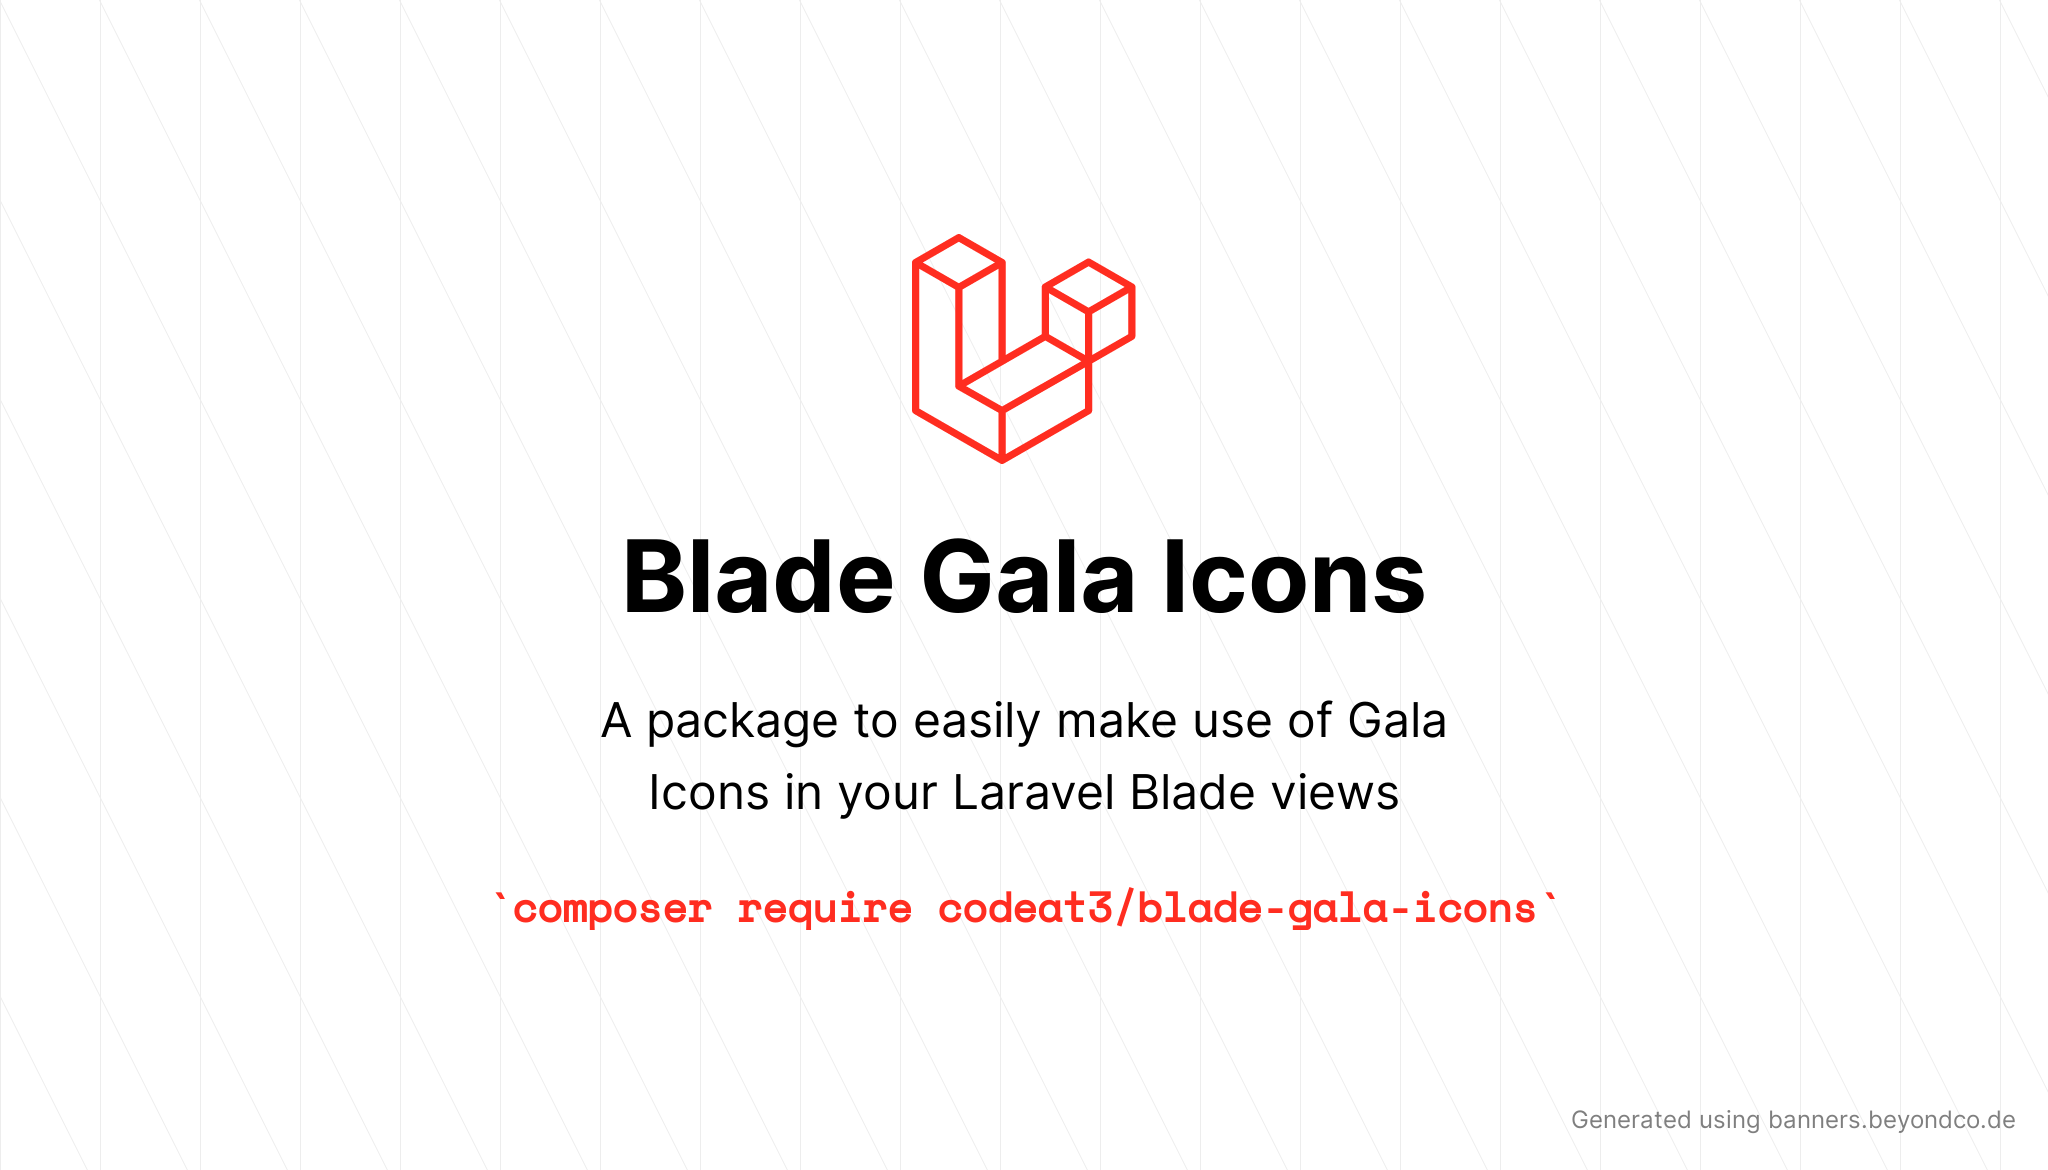 Blade Gala Icons
A package to easily make use of Gala
Icons in your Laravel Blade views
`composer require codeat3/blade-gala-icons`
Generated using banners.beyondco.de